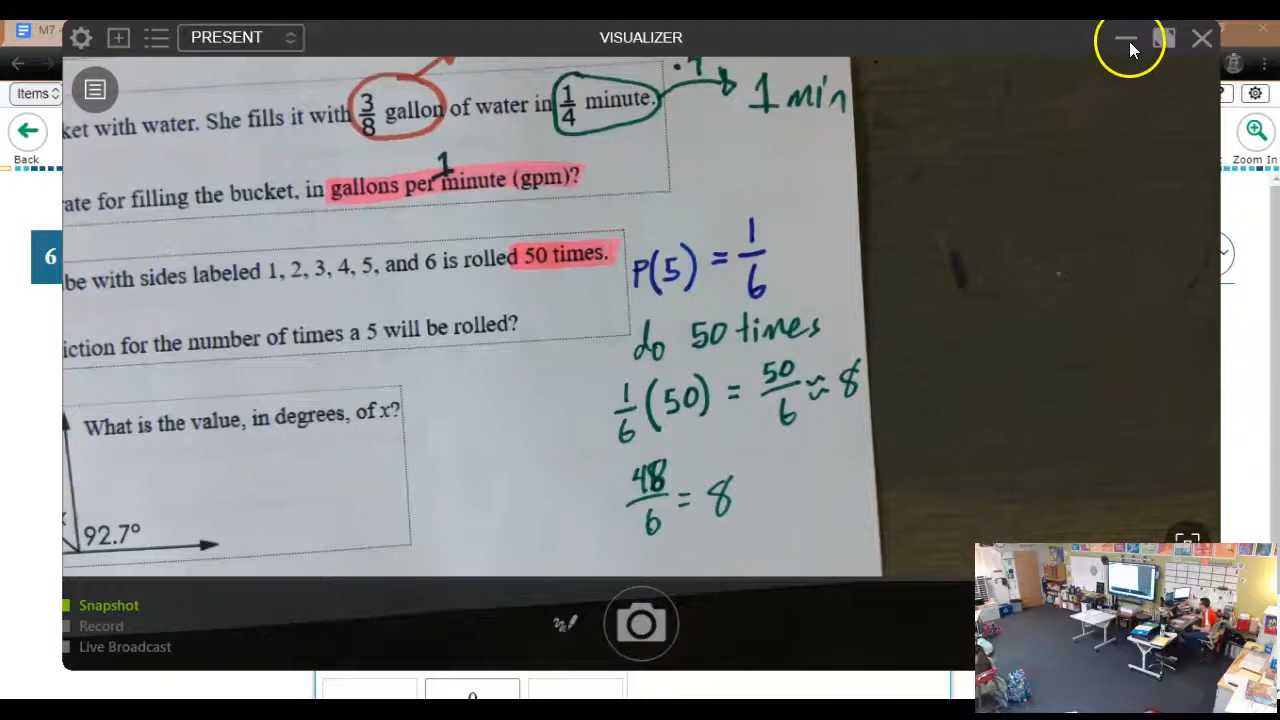 M7
PRESENT
VISUALIZER
Items
Back
Zoom In
ket with water. She fills it with 3/8 gallon of water in 1/4 minute.
1 min
1
ate for filling the bucket, in gallons per minute (gpm)?
6
be with sides labeled 1, 2, 3, 4, 5, and 6 is rolled 50 times.
P(5) = 1/6
iction for the number of times a 5 will be rolled?
do 50 times
1/6 (50) = 50/6 ≈ 8
What is the value, in degrees, of x?
48/6 = 8
92.7°
Snapshot
Record
Live Broadcast